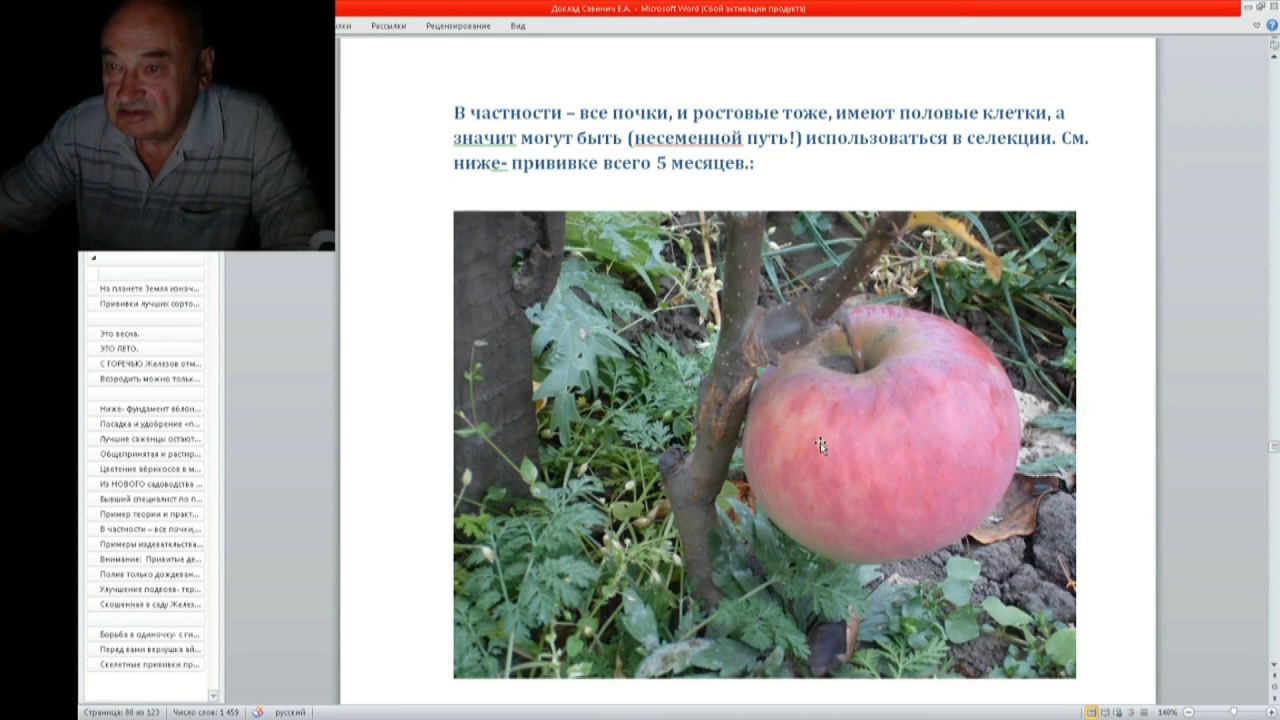 Доклад Савинич Е.А. - Microsoft Word (Сбой активации продукта)
Рассылки Рецензирование Вид
В частности – все почки, и ростовые тоже, имеют половые клетки, а
значит могут быть (несеменной путь!) использоваться в селекции. См.
ниже- прививке всего 5 месяцев.:
На планете Земля изнач...
Прививки лучших сорто...
Это весна.
ЭТО ЛЕТО.
С ГОРЕЧЬЮ Железов отм...
Возродить можно тольк...
Ниже- фундамент яблон...
Посадка и удобрение «п...
Лучшие саженцы остают...
Общепринятая и растир...
Цветение абрикосов в м...
Из НОВОГО садоводства ...
Бывший специалист по п...
Пример теории и практ...
В частности – все почки,...
Примеры издевательства...
Внимание: Привитые де...
Полив только дождеван...
Улучшение подвоев- тер...
Скошенная в саду Желез...
Борьба в одиночку- с ги...
Перед вами верхушка ай...
Скелетные прививки пр...
Страница: 80 из 123 Число слов: 1 459 русский 140%